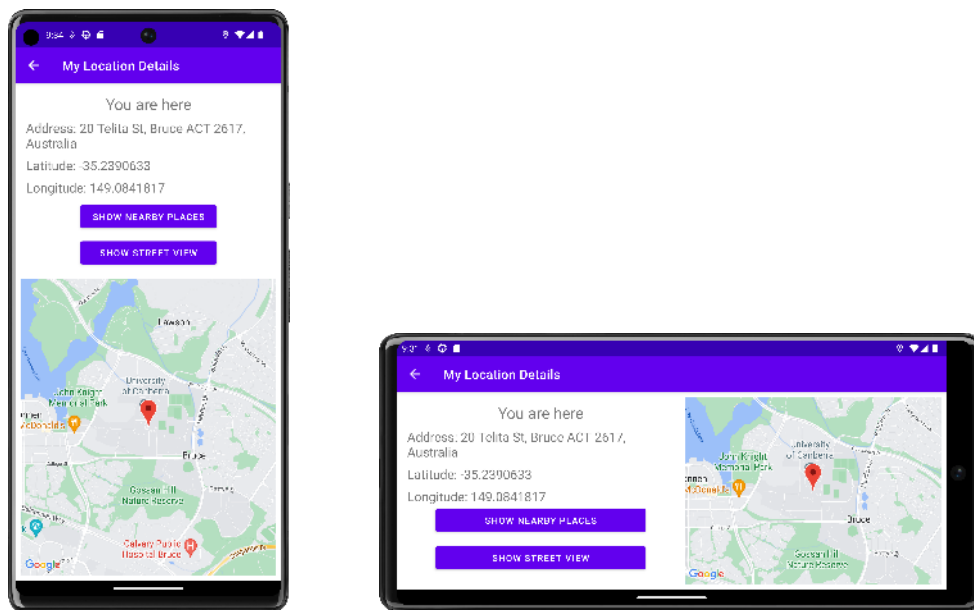 9:34
My Location Details
You are here
Address: 20 Telita St, Bruce ACT 2617,
Australia
Latitude: -35.2390633
Longitude: 149.0841817
SHOW NEARBY PLACES
SHOW STREET VIEW
Lawson
University
of Canberra
John Knight
Memorial Park
McDonald's
Bruce
Gossan Hill
Nature Reserve
Calvary Public
Hospital Bruce
Google
My Location Details
You are here
Address: 20 Telita St, Bruce ACT 2617,
Australia
Latitude: -35.2390633
Longitude: 149.0841817
SHOW NEARBY PLACES
SHOW STREET VIEW
University
of Canberra
John Knight
Memorial Park
McDonald's
Bruce
Gossan Hill
Nature Reserve
Google